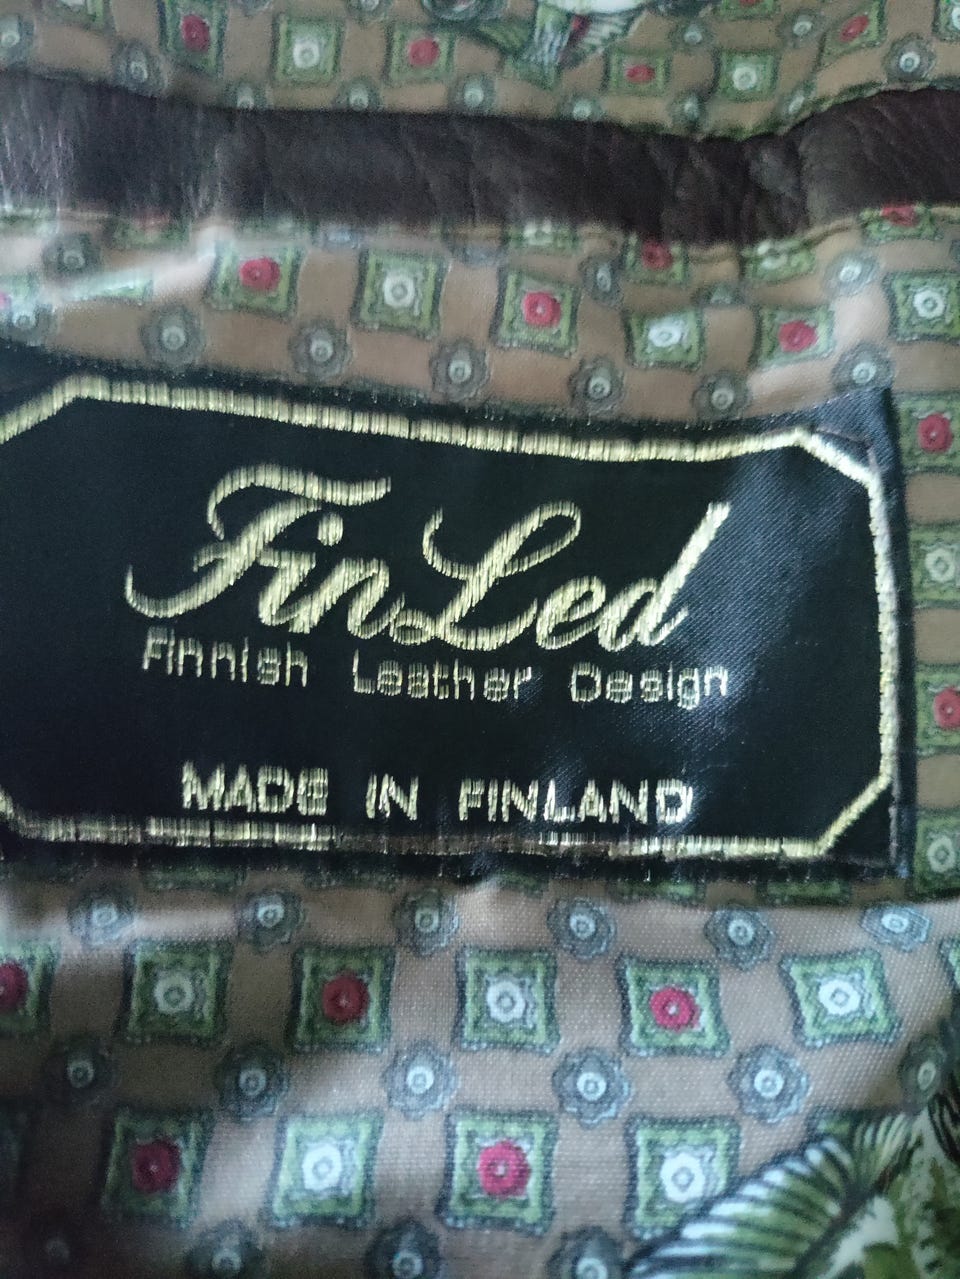 FinLed
Finnish Leather Design
MADE IN FINLAND